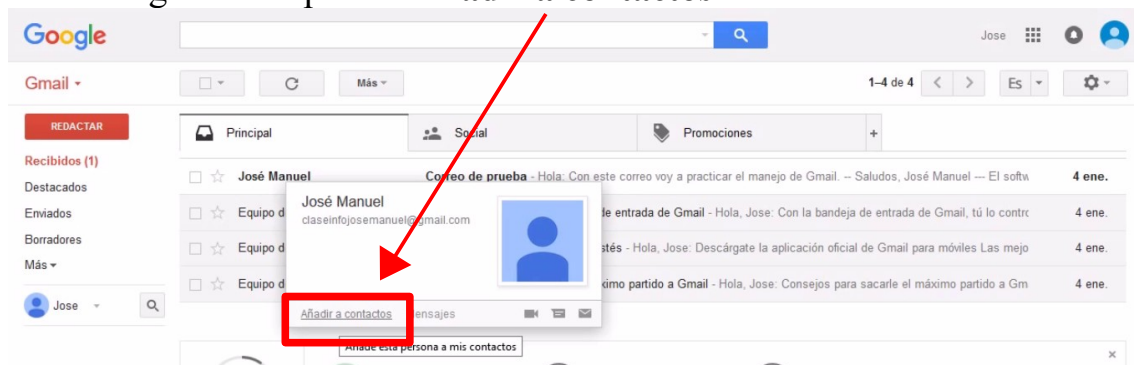 Google
Jose
Gmail
Más
1–4 de 4
Es
REDACTAR
Principal
Social
Promociones
+
Recibidos (1)
Destacados
Enviados
Borradores
Más
Jose
José Manuel
Correo de prueba - Hola: Con este correo voy a practicar el manejo de Gmail. -- Saludos, José Manuel --- El softw
4 ene.
Equipo d
de entrada de Gmail - Hola, Jose: Con la bandeja de entrada de Gmail, tú lo contro
4 ene.
Equipo d
stés - Hola, Jose: Descárgate la aplicación oficial de Gmail para móviles Las mejo
4 ene.
Equipo d
ximo partido a Gmail - Hola, Jose: Consejos para sacarle el máximo partido a Gm
4 ene.
José Manuel
claseinfojosemanuel@gmail.com
Añadir a contactos
ensajes
Añade esta persona a mis contactos
×